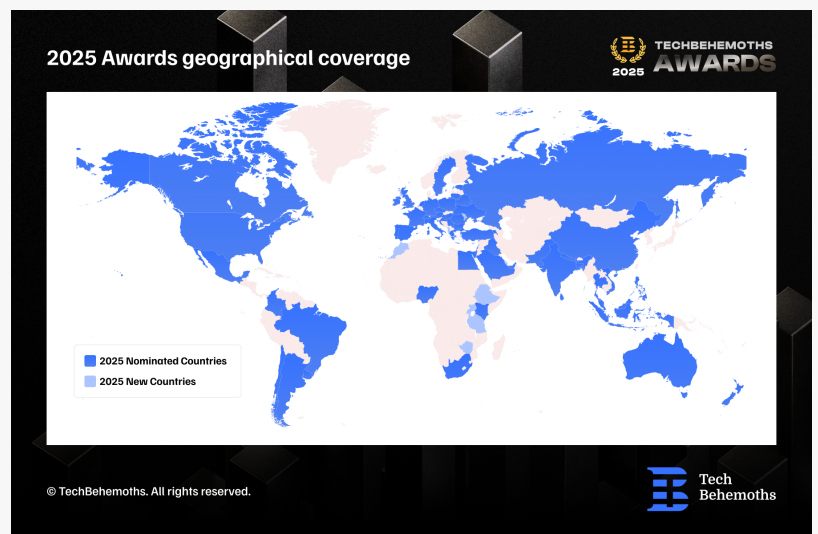 2025 Awards geographical coverage
TECHBEHEMOTHS
AWARDS
2025
2025 Nominated Countries
2025 New Countries
© TechBehemoths. All rights reserved.
Tech
Behemoths